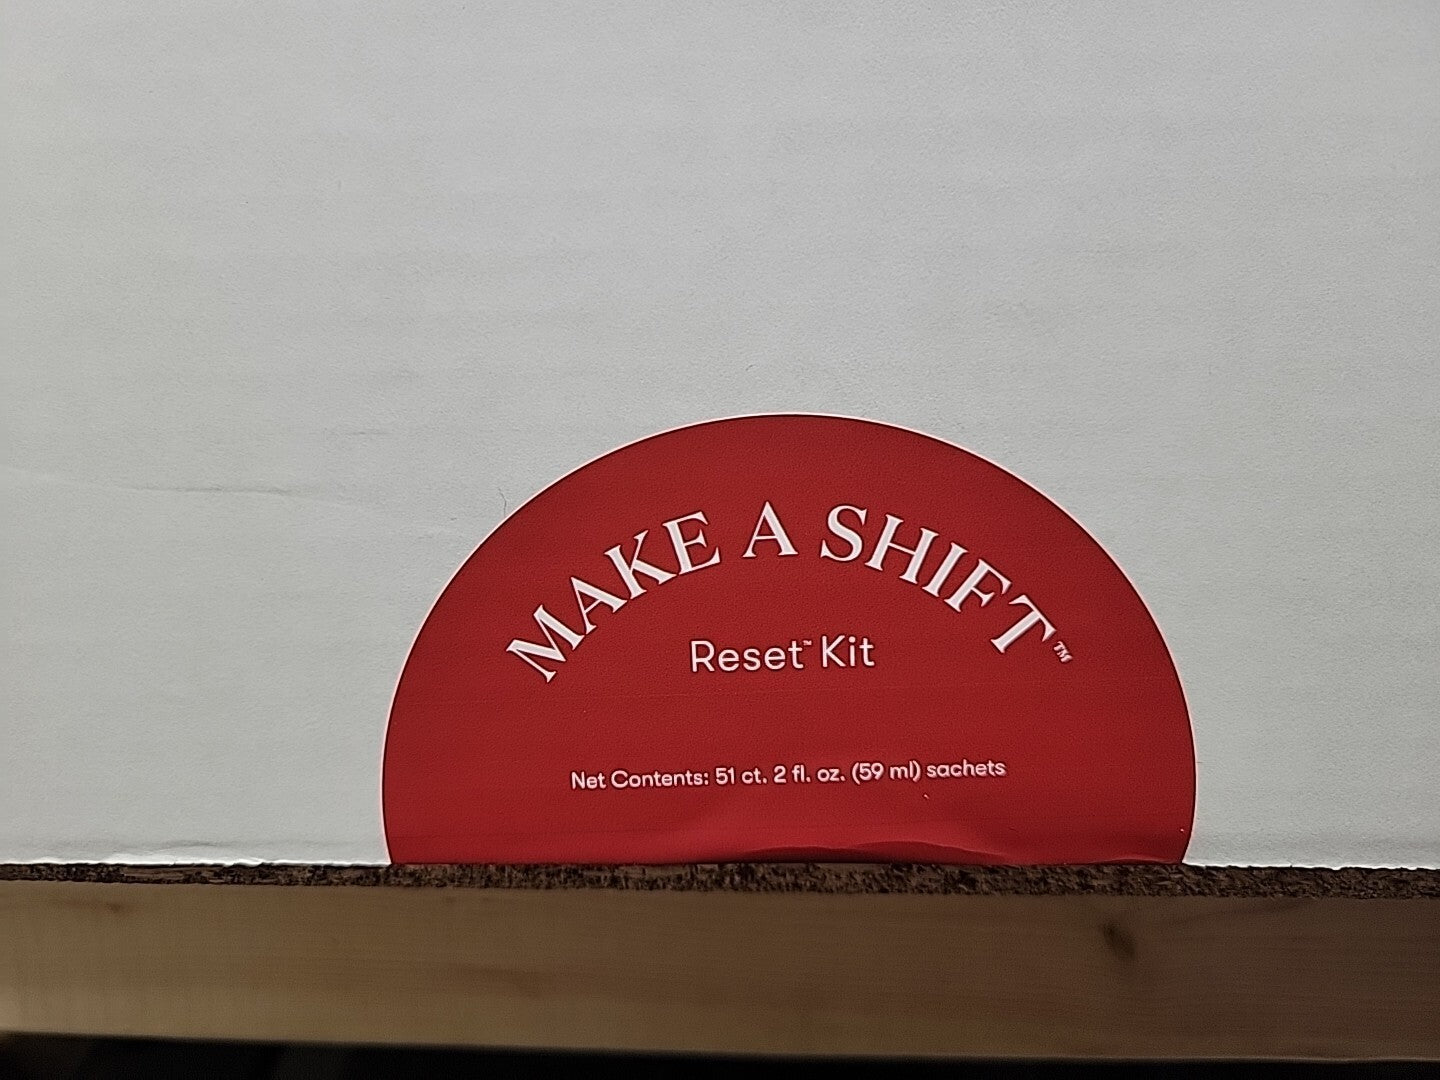 MAKE A SHIFT™
Reset™ Kit
Net Contents: 51 ct. 2 fl. oz. (59 ml) sachets